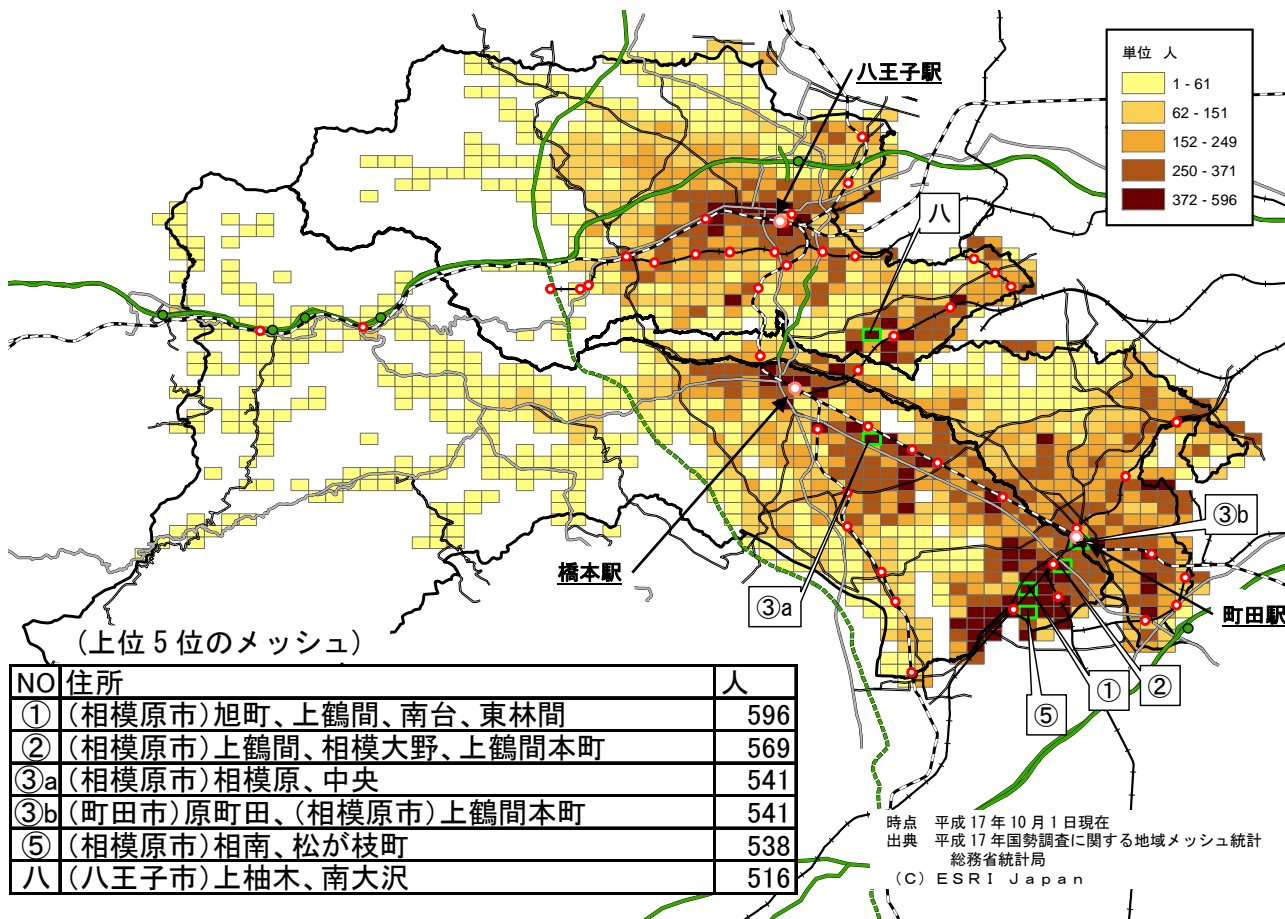 単位 人
1 - 61
62 - 151
152 - 249
250 - 371
372 - 596
八王子駅
八
③b
橋本駅
③a
町田駅
①
②
⑤
(上位 5 位のメッシュ)
NO 住所 人
① (相模原市)旭町、上鶴間、南台、東林間 596
② (相模原市)上鶴間、相模大野、上鶴間本町 569
③a (相模原市)相模原、中央 541
③b (町田市)原町田、(相模原市)上鶴間本町 541
⑤ (相模原市)相南、松が枝町 538
八 (八王子市)上柚木、南大沢 516
時点 平成 17 年 10 月 1 日現在
出典 平成 17 年国勢調査に関する地域メッシュ統計
総務省統計局
(C) ESRI Japan